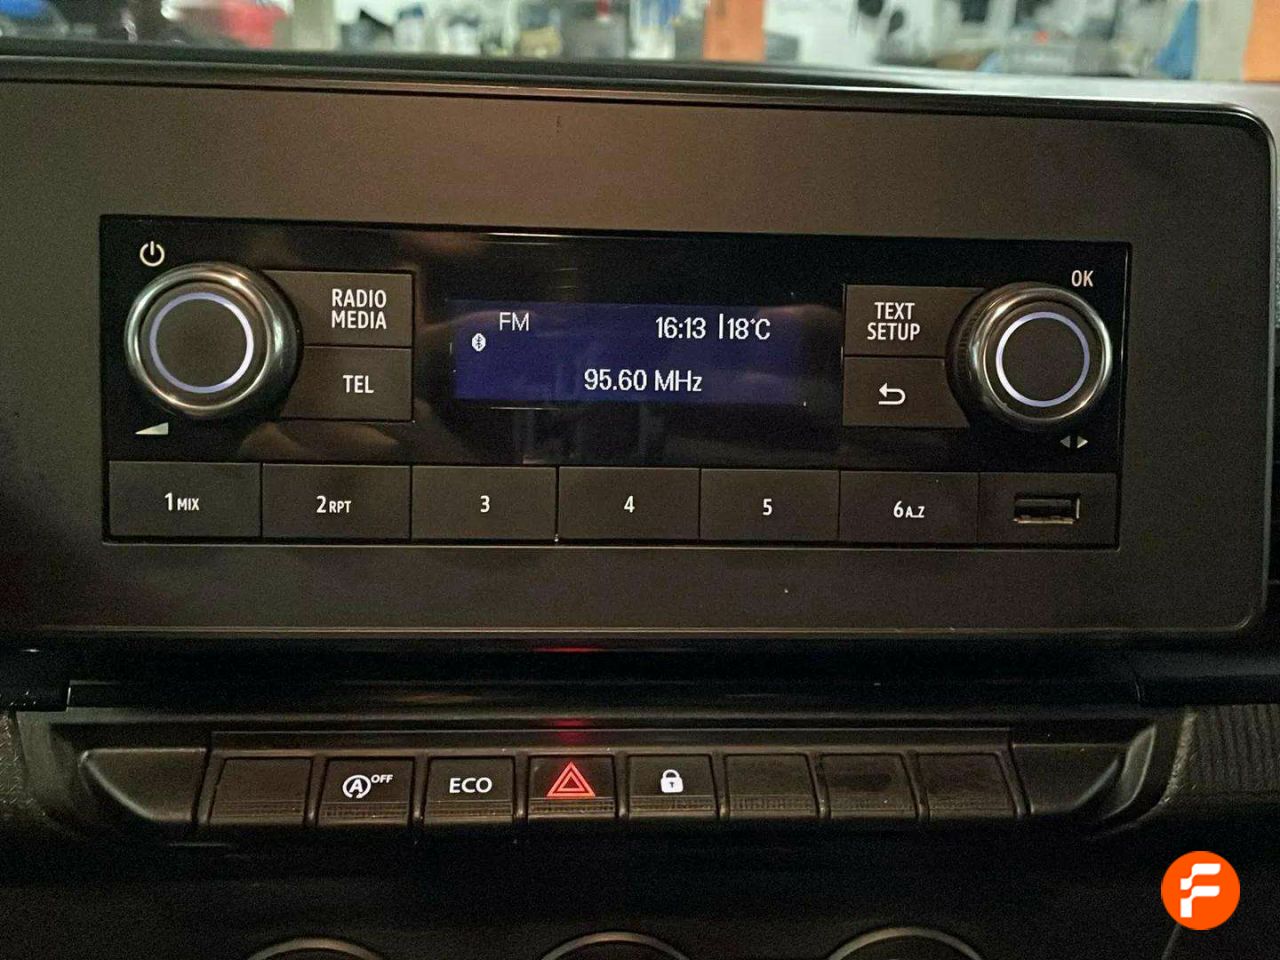 OK
RADIO
MEDIA
TEL
FM
16:13 18°C
95.60 MHz
TEXT
SETUP
1 MIX
2 RPT
3
4
5
6 A..Z
A OFF
ECO
F